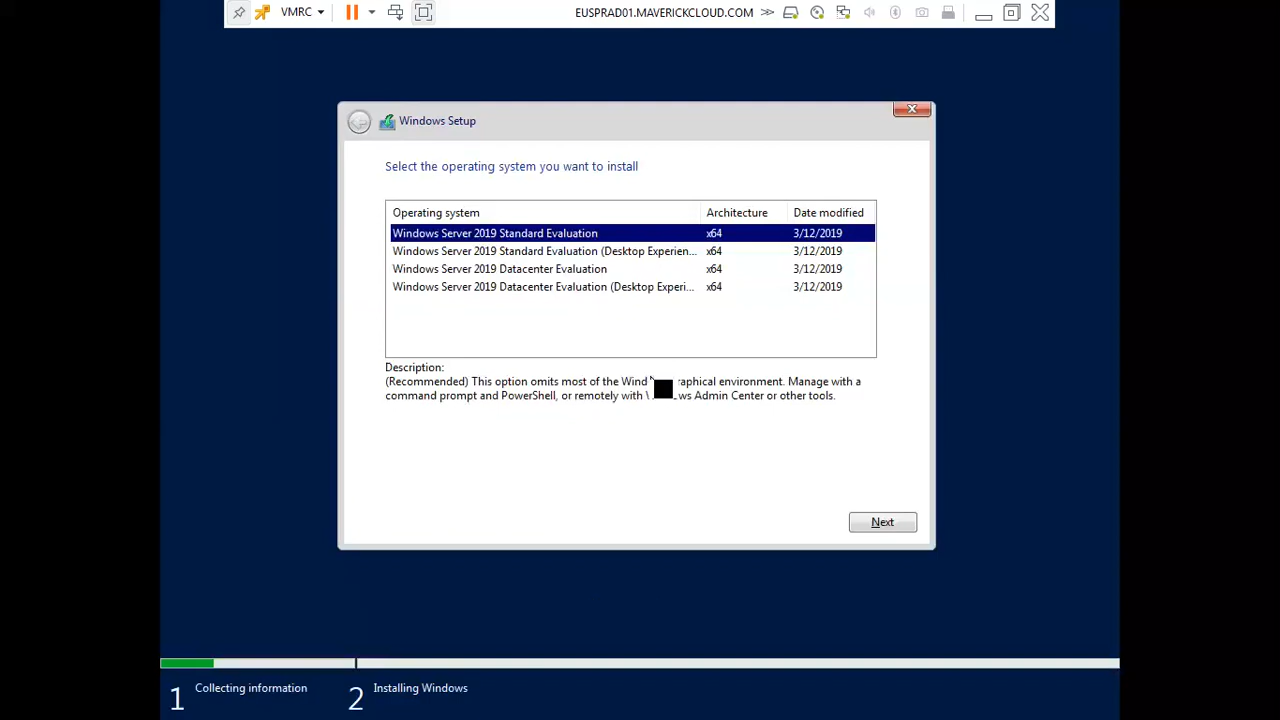 VMRC
EUSPRAD01.MAVERICKCLOUD.COM
Windows Setup
Select the operating system you want to install
Operating system Architecture Date modified
Windows Server 2019 Standard Evaluation x64 3/12/2019
Windows Server 2019 Standard Evaluation (Desktop Experien... x64 3/12/2019
Windows Server 2019 Datacenter Evaluation x64 3/12/2019
Windows Server 2019 Datacenter Evaluation (Desktop Experi... x64 3/12/2019
Description:
(Recommended) This option omits most of the Wind raphical environment. Manage with a
command prompt and PowerShell, or remotely with ws Admin Center or other tools.
Next
1 Collecting information 2 Installing Windows